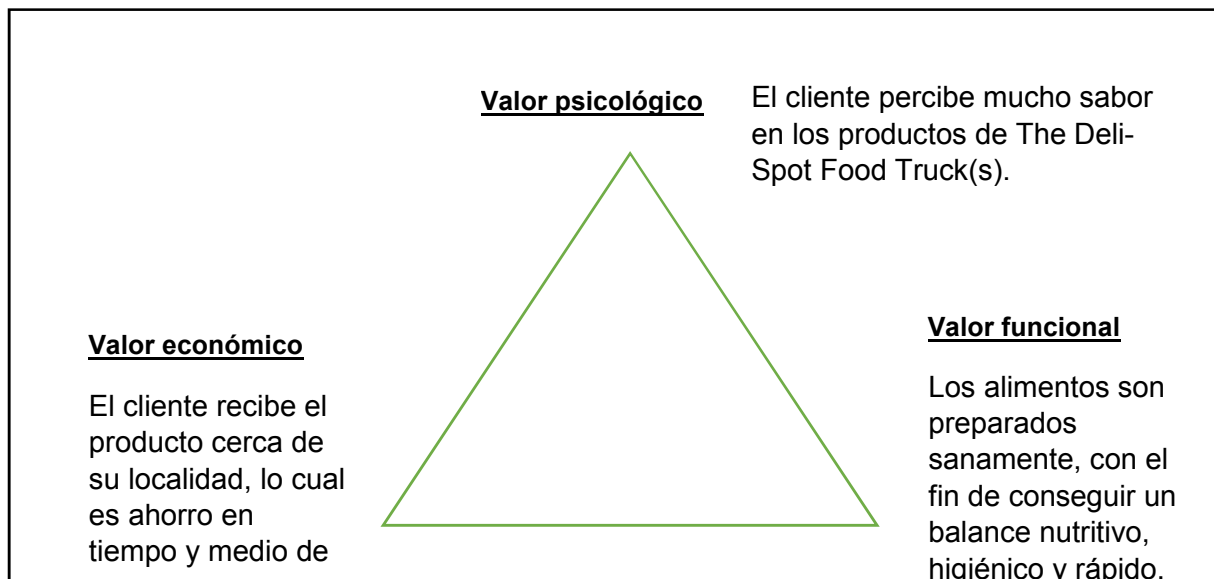 Valor psicológico
El cliente percibe mucho sabor
en los productos de The Deli-
Spot Food Truck(s).
Valor económico
El cliente recibe el
producto cerca de
su localidad, lo cual
es ahorro en
tiempo y medio de
Valor funcional
Los alimentos son
preparados
sanamente, con el
fin de conseguir un
balance nutritivo,
higiénico y rápido.